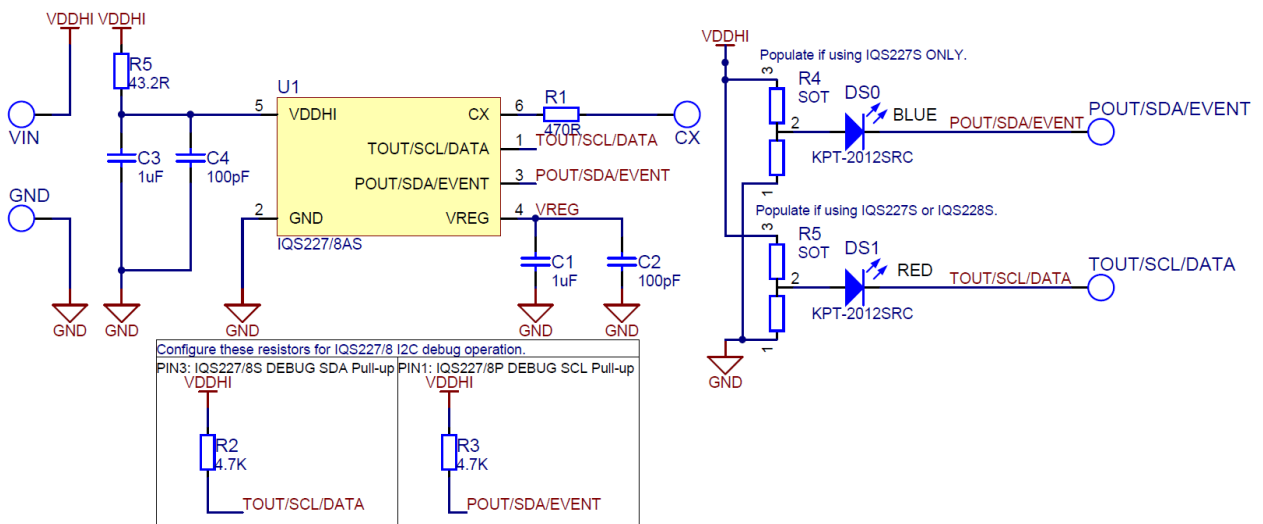 VDDHI
VDDHI
R5
43.2R
VIN
GND
C3
1uF
C4
100pF
GND
GND
U1
5
VDDHI
CX
6
TOUT/SCL/DATA
1
POUT/SDA/EVENT
3
2
GND
VREG
4
IQS227/8AS
GND
R1
470R
CX
TOUT/SCL/DATA
POUT/SDA/EVENT
VREG
C1
1uF
C2
100pF
GND
GND
Configure these resistors for IQS227/8 I2C debug operation.
PIN3: IQS227/8S DEBUG SDA Pull-up
VDDHI
R2
4.7K
TOUT/SCL/DATA
PIN1: IQS227/8P DEBUG SCL Pull-up
VDDHI
R3
4.7K
POUT/SDA/EVENT
VDDHI
Populate if using IQS227S ONLY.
3
R4
SOT
2
1
DS0
BLUE
KPT-2012SRC
POUT/SDA/EVENT
POUT/SDA/EVENT
Populate if using IQS227S or IQS228S.
3
R5
SOT
2
1
DS1
RED
KPT-2012SRC
TOUT/SCL/DATA
TOUT/SCL/DATA
GND